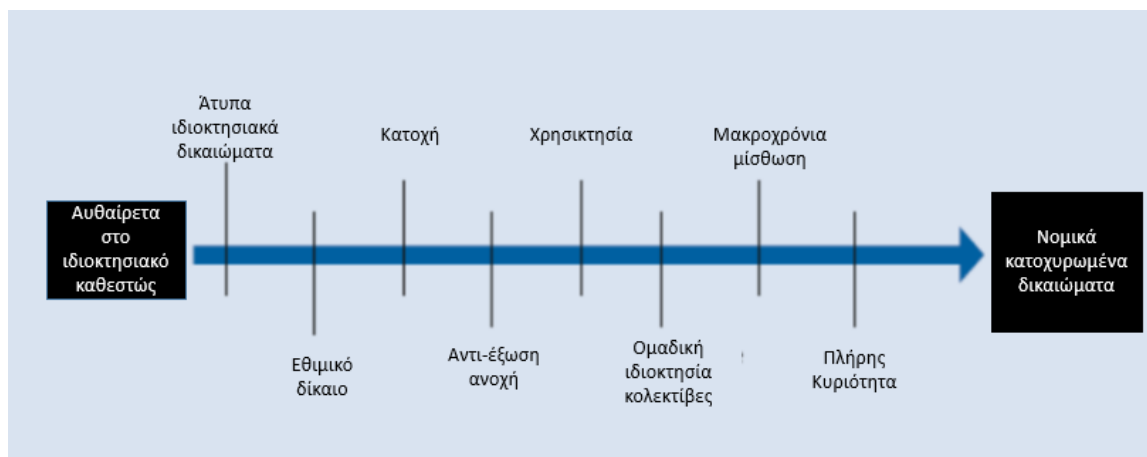 Άτυπα
ιδιοκτησιακά
δικαιώματα
Κατοχή
Χρησικτησία
Μακροχρόνια
μίσθωση
Αυθαίρετα
στο
ιδιοκτησιακό
καθεστώς
Νομικά
κατοχυρωμένα
δικαιώματα
Εθιμικό
δίκαιο
Αντι-έξωση
ανοχή
Ομαδική
ιδιοκτησία
κολεκτίβες
Πλήρης
Κυριότητα